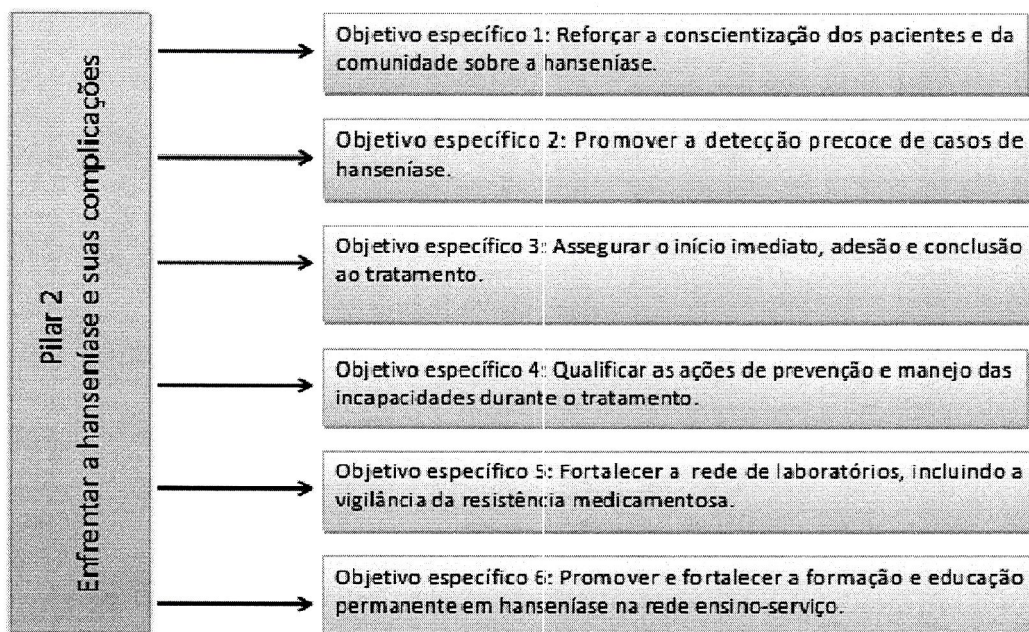 Pilar 2
Enfrentar a hanseníase e suas complicações
Objetivo específico 1: Reforçar a conscientização dos pacientes e da
comunidade sobre a hanseníase.
Objetivo específico 2: Promover a detecção precoce de casos de
hanseníase.
Objetivo específico 3: Assegurar o início imediato, adesão e conclusão
ao tratamento.
Objetivo específico 4: Qualificar as ações de prevenção e manejo das
incapacidades durante o tratamento.
Objetivo específico 5: Fortalecer a rede de laboratórios, incluindo a
vigilância da resistência medicamentosa.
Objetivo específico 6: Promover e fortalecer a formação e educação
permanente em hanseníase na rede ensino-serviço.